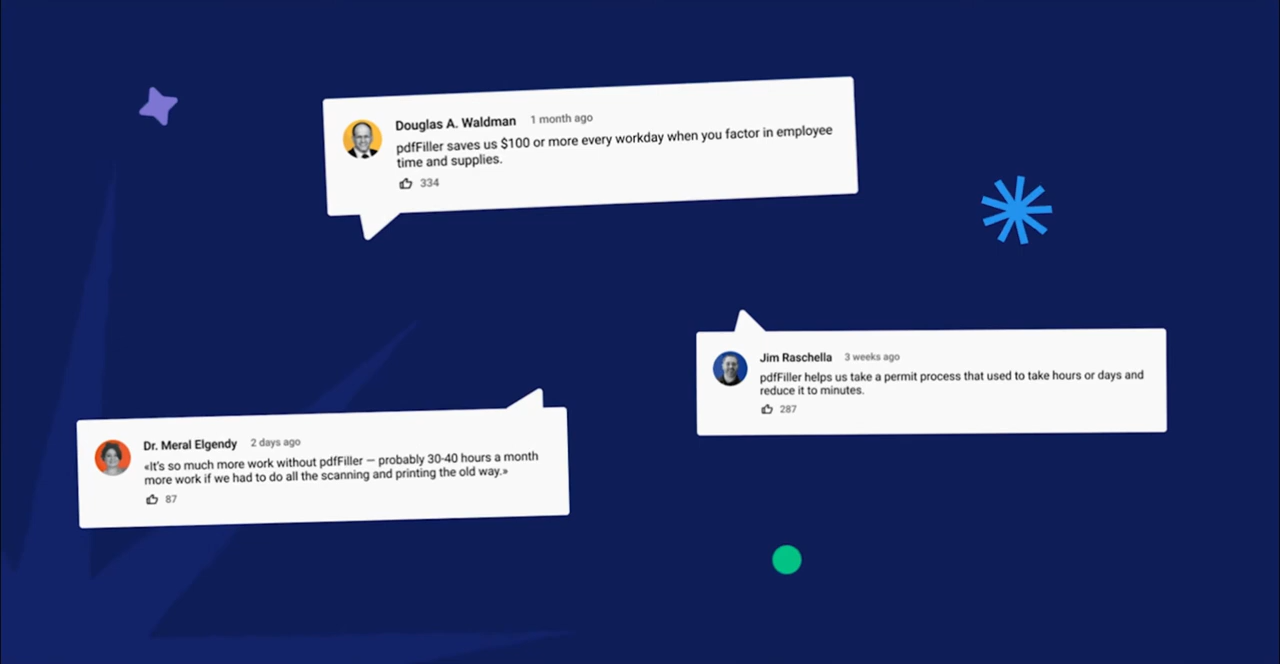 Douglas A. Waldman 1 month ago
pdfFiller saves us $100 or more every workday when you factor in employee
time and supplies.
334
Jim Raschella 3 weeks ago
pdfFiller helps us take a permit process that used to take hours or days and
reduce it to minutes.
287
Dr. Meral Elgendy 2 days ago
«It's so much more work without pdfFiller — probably 30-40 hours a month
more work if we had to do all the scanning and printing the old way.»
87